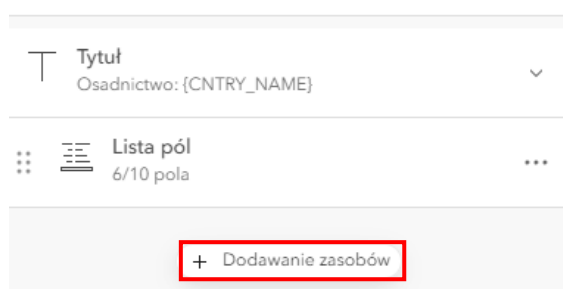 Tytuł
Osadnictwo: {CNTRY_NAME}
Lista pól
6/10 pola
+ Dodawanie zasobów